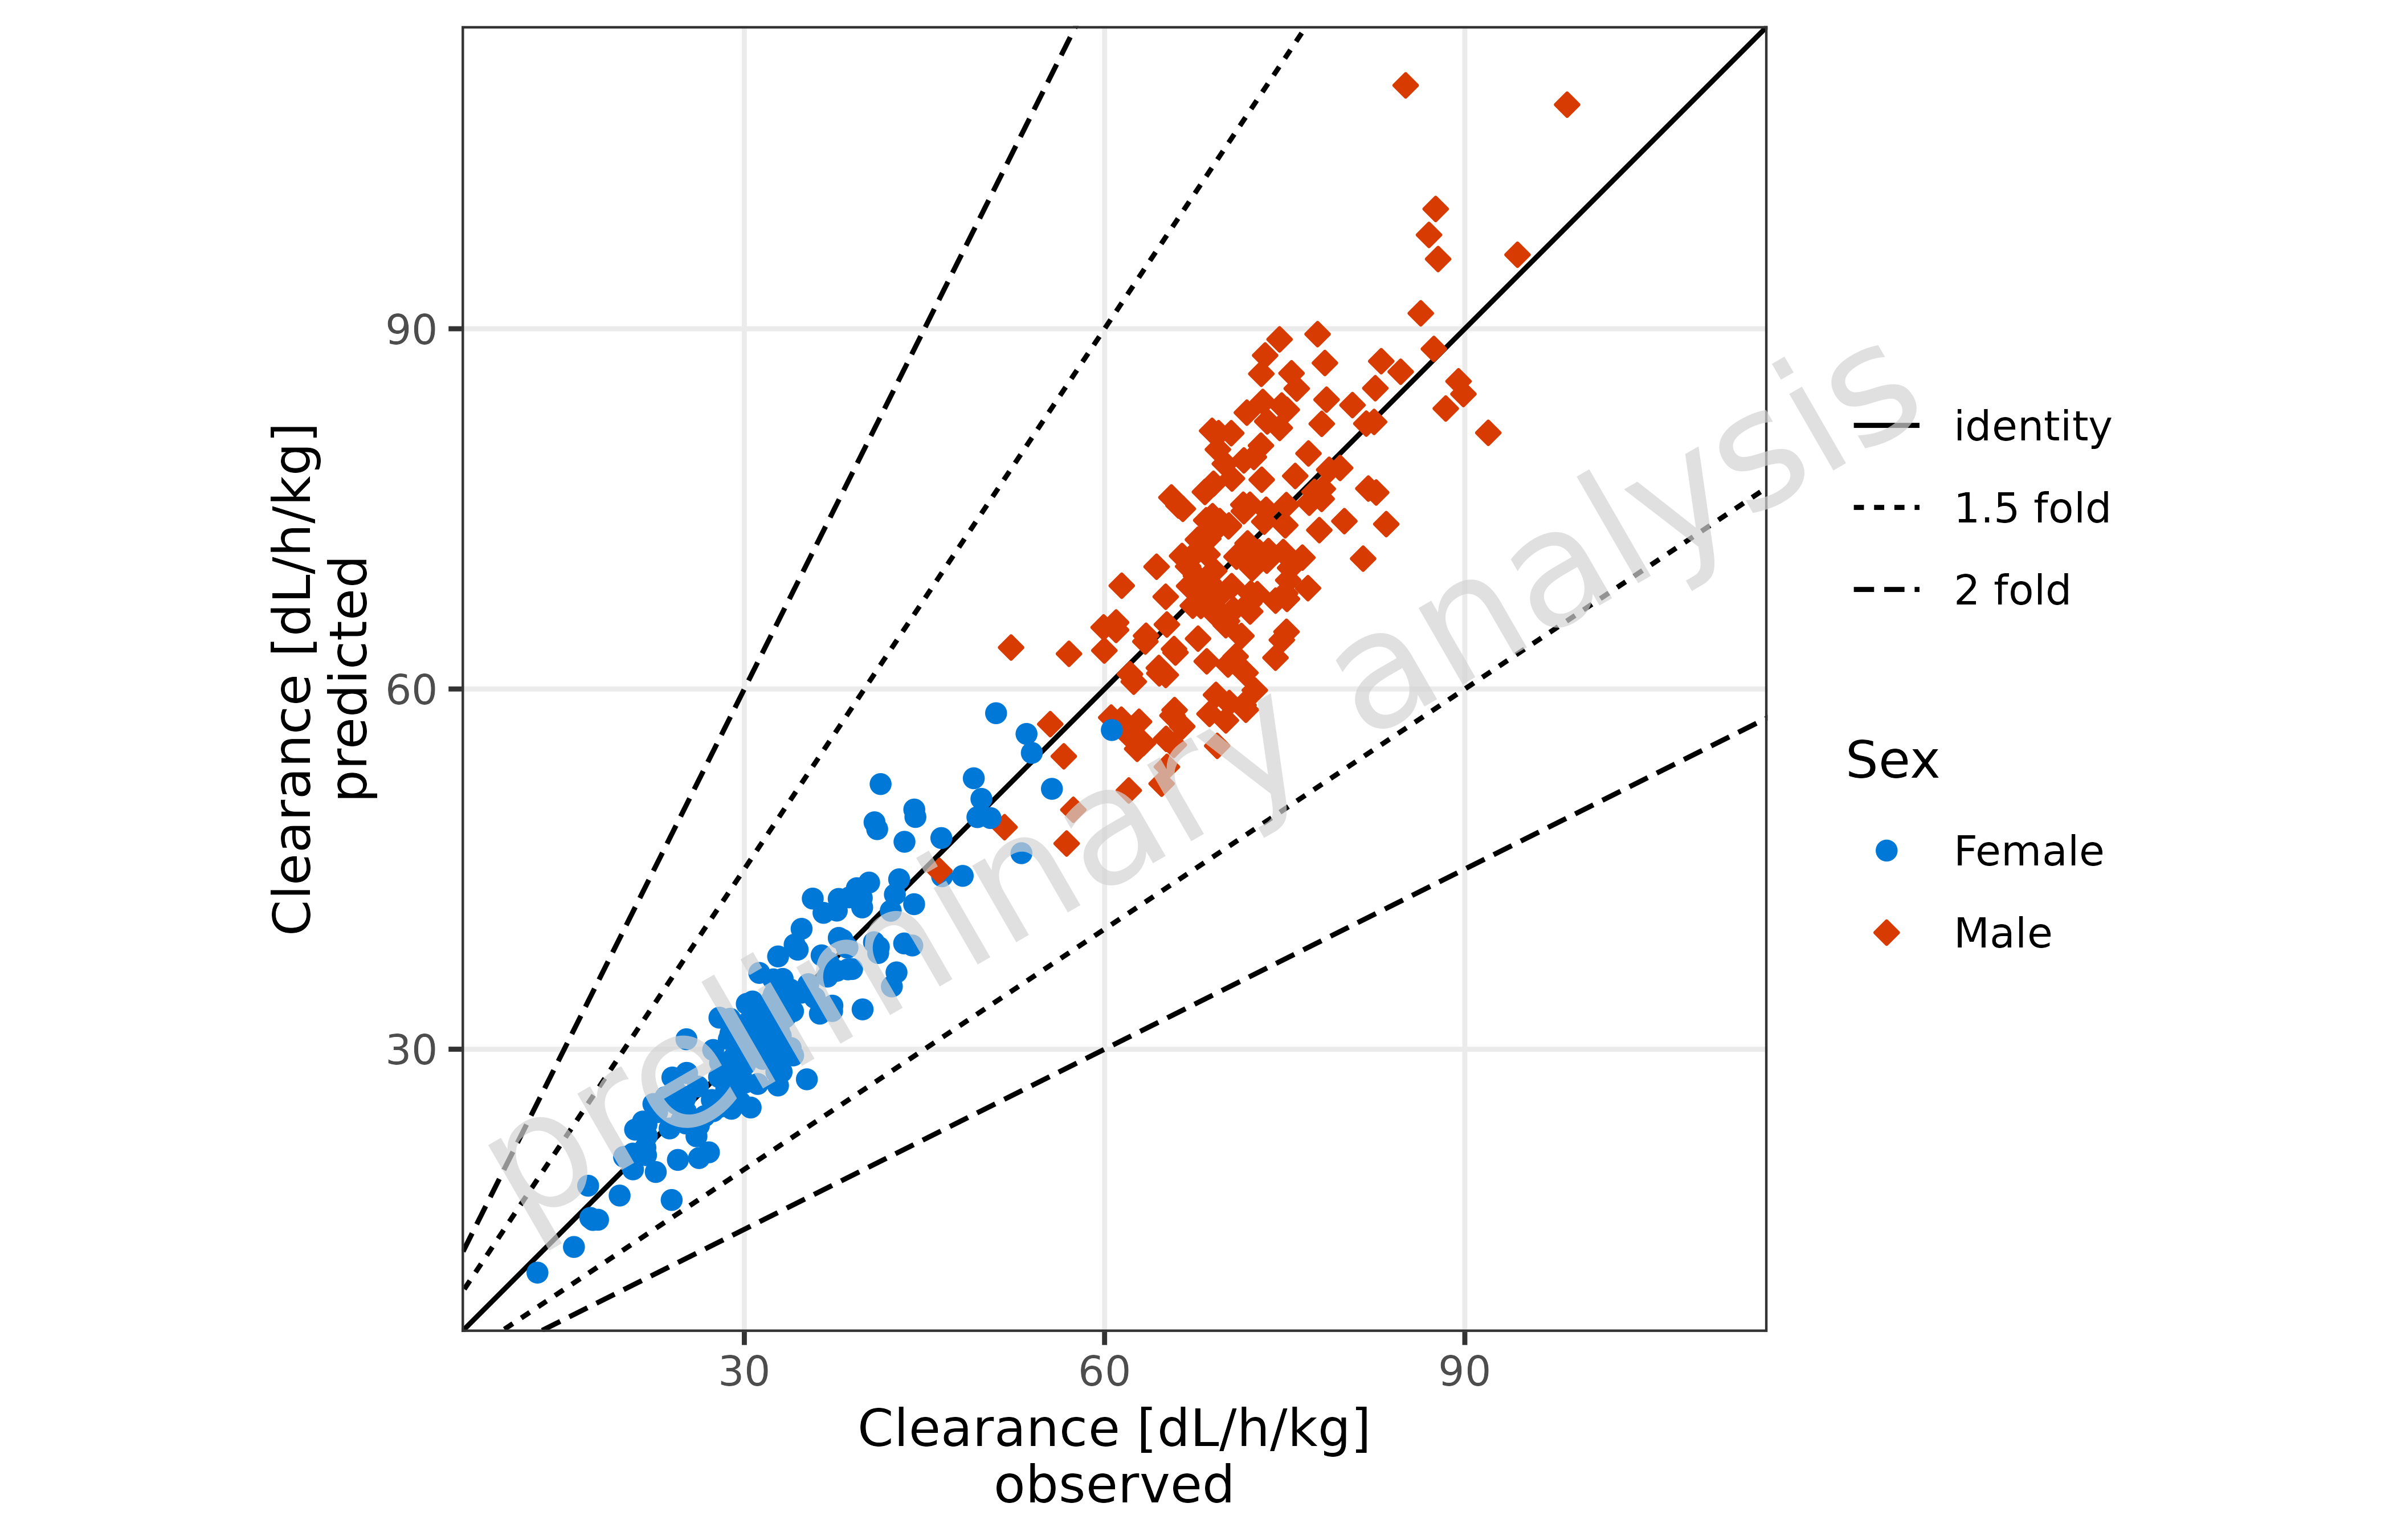 Clearance [dL/h/kg]
predicted
90
60
30
30
60
90
Clearance [dL/h/kg]
observed
preliminary analysis
identity
1.5 fold
2 fold
Sex
Female
Male